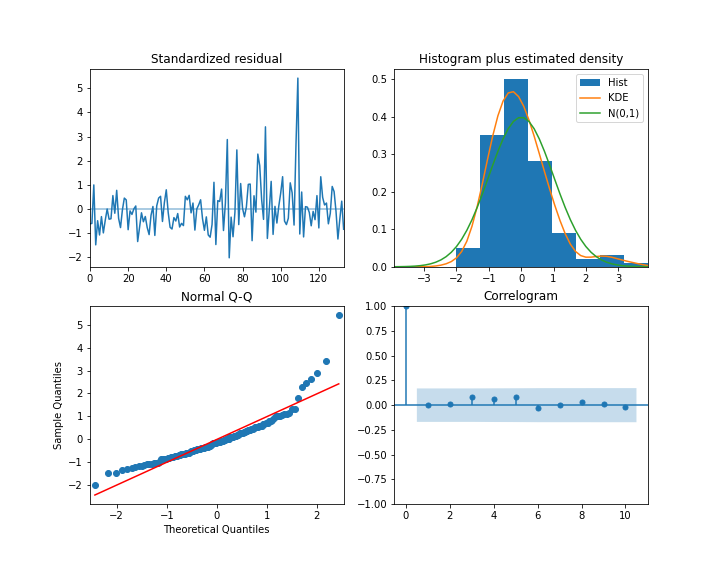 Standardized residual
5
4
3
2
1
0
−1
−2
0 20 40 60 80 100 120
Histogram plus estimated density
0.5
0.4
0.3
0.2
0.1
0.0
−3 −2 −1 0 1 2 3
Hist
KDE
N(0,1)
Normal Q-Q
Sample Quantiles
5
4
3
2
1
0
−1
−2
−2 −1 0 1 2
Theoretical Quantiles
Correlogram
1.00
0.75
0.50
0.25
0.00
−0.25
−0.50
−0.75
−1.00
0 2 4 6 8 10